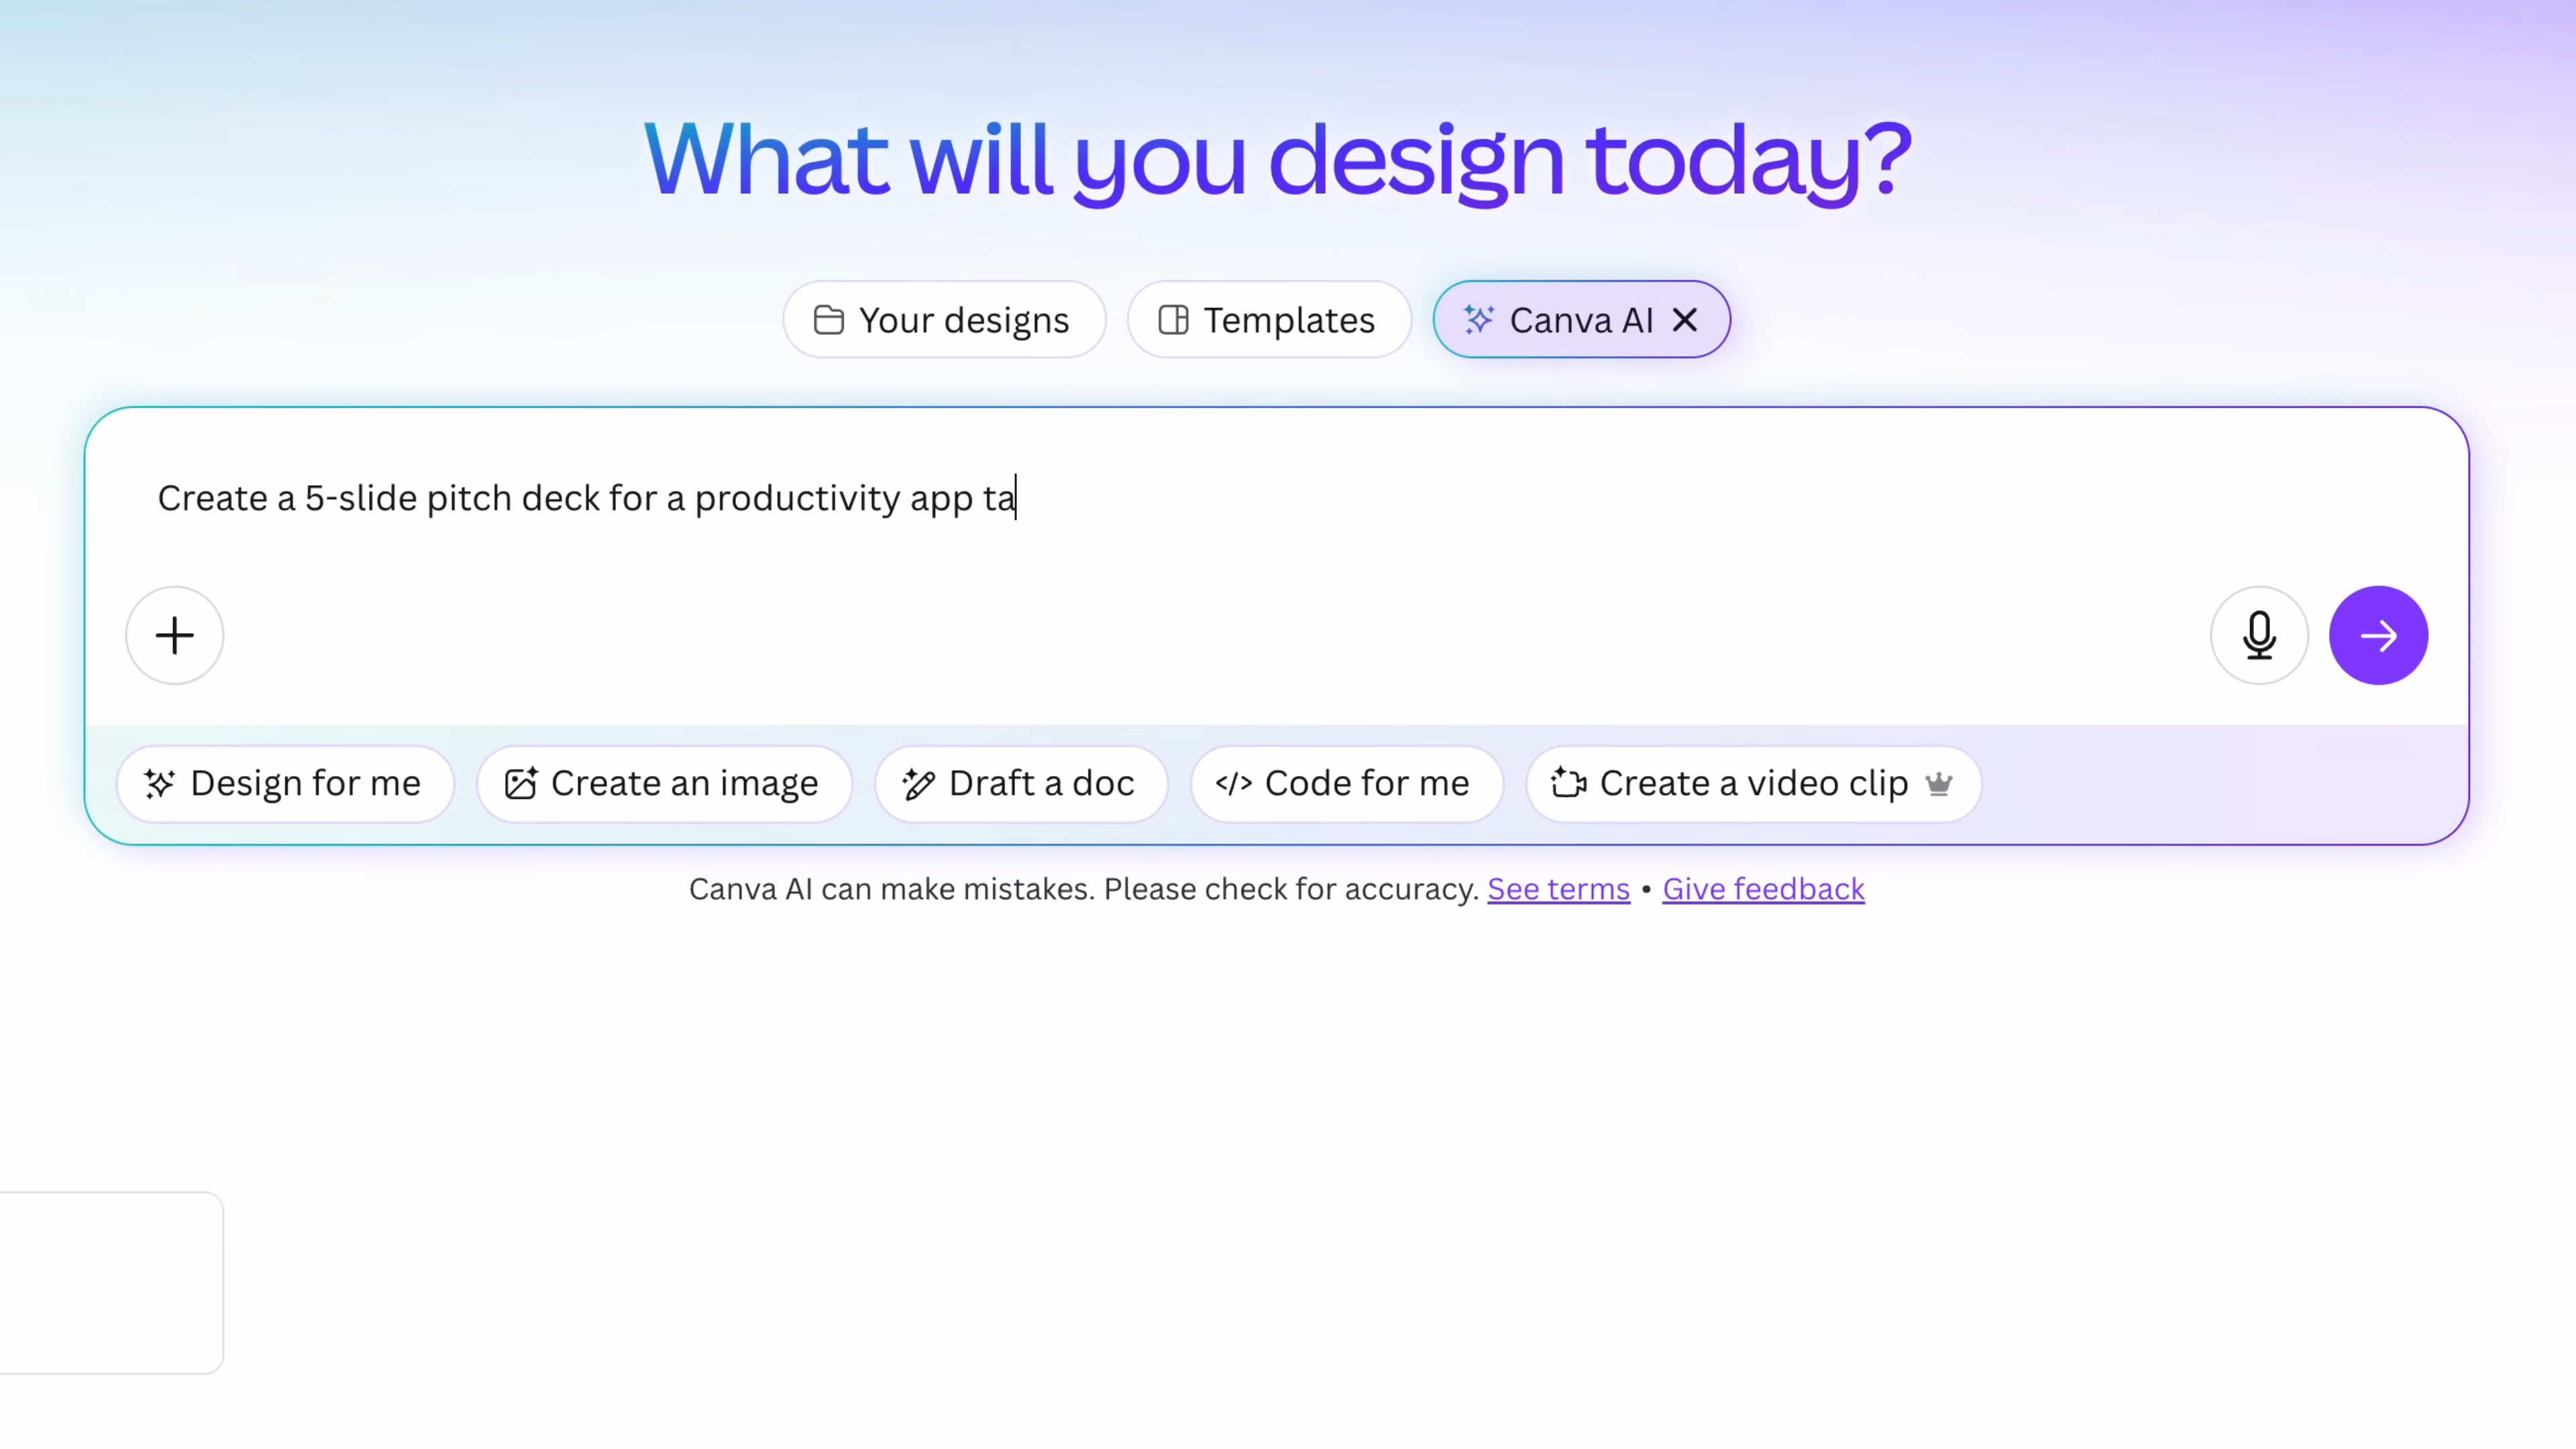 What will you design today?
Your designs
Templates
Canva AI
Create a 5-slide pitch deck for a productivity app ta
Design for me
Create an image
Draft a doc
</> Code for me
Create a video clip
Canva AI can make mistakes. Please check for accuracy. See terms • Give feedback